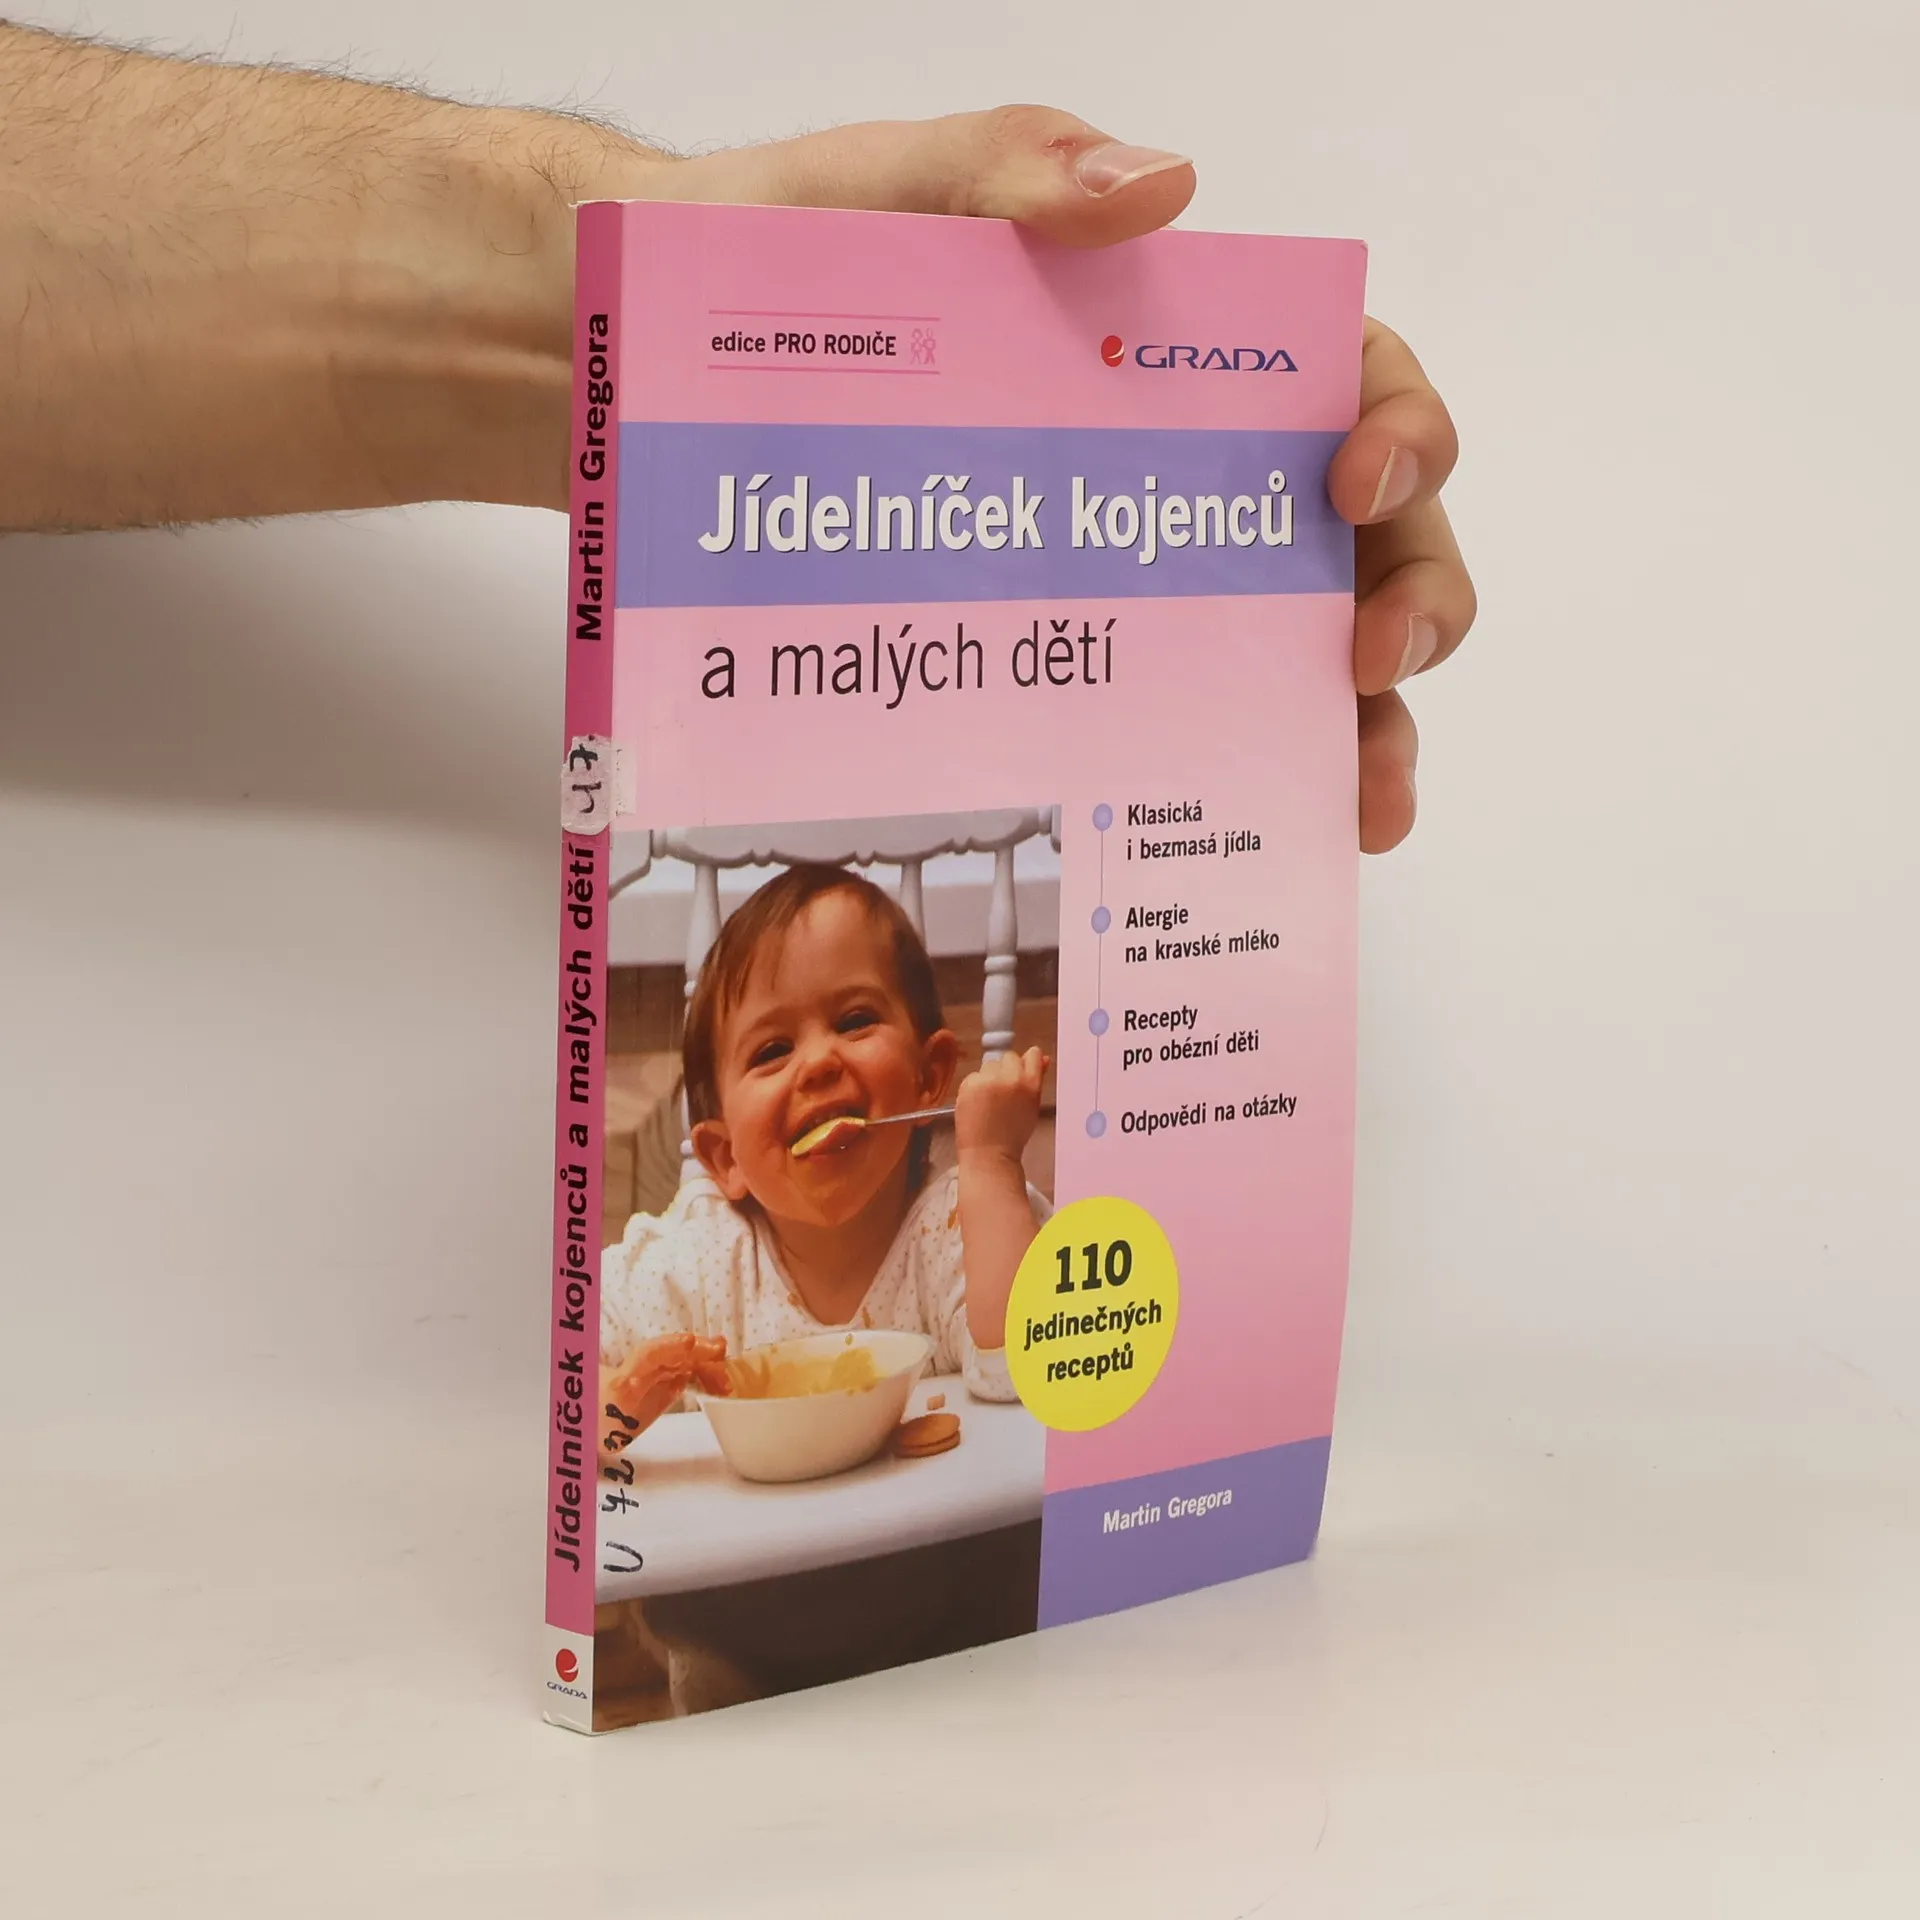 edice PRO RODIČE
GRADA
Jídelníček kojenců
a malých dětí
Klasická
i bezmasá jídla
Alergie
na kravské mléko
Recepty
pro obézní děti
Odpovědi na otázky
110
jedinečných
receptů
Martin Gregora
Jídelníček kojenců a malých dětí
Martin Gregora
U 7238
GRADA